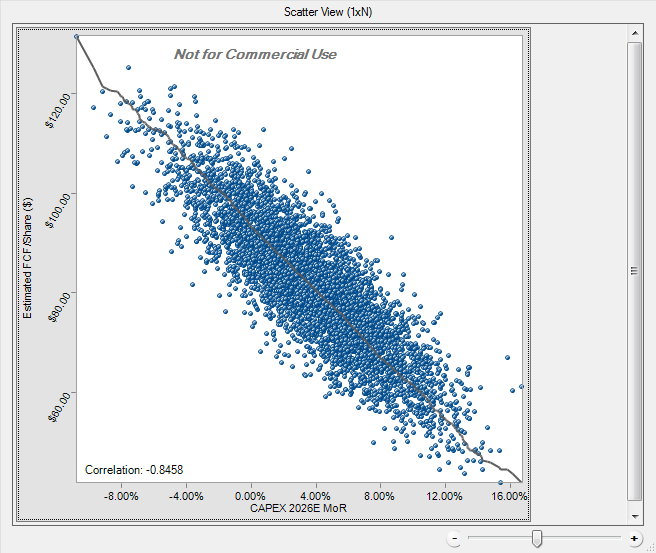 Scatter View (1xN)
Not for Commercial Use
Estimated FCF/Share ($)
$120.00
$100.00
$80.00
$60.00
Correlation: -0.8458
-8.00% -4.00% 0.00% 4.00% 8.00% 12.00% 16.00%
CAPEX 2026E MoR
- +